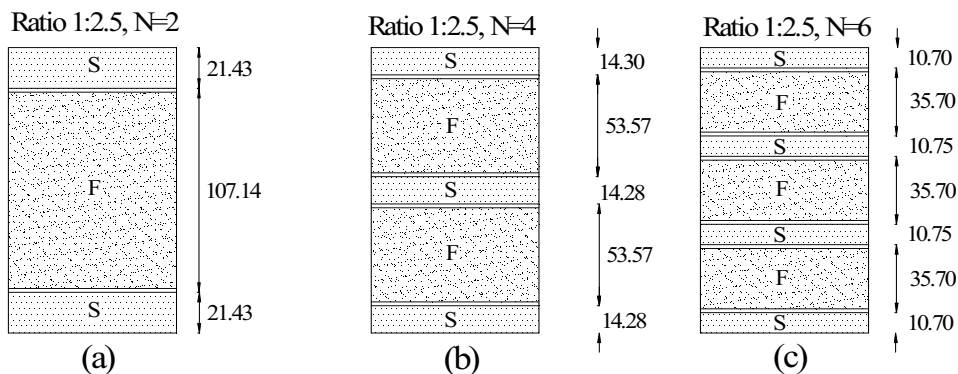 Ratio 1:2.5, N=2
S
21.43
F
107.14
S
21.43
(a)
Ratio 1:2.5, N=4
S
14.30
F
53.57
S
14.28
F
53.57
S
14.28
(b)
Ratio 1:2.5, N=6
S
10.70
F
35.70
S
10.75
F
35.70
S
10.75
F
35.70
S
10.70
(c)